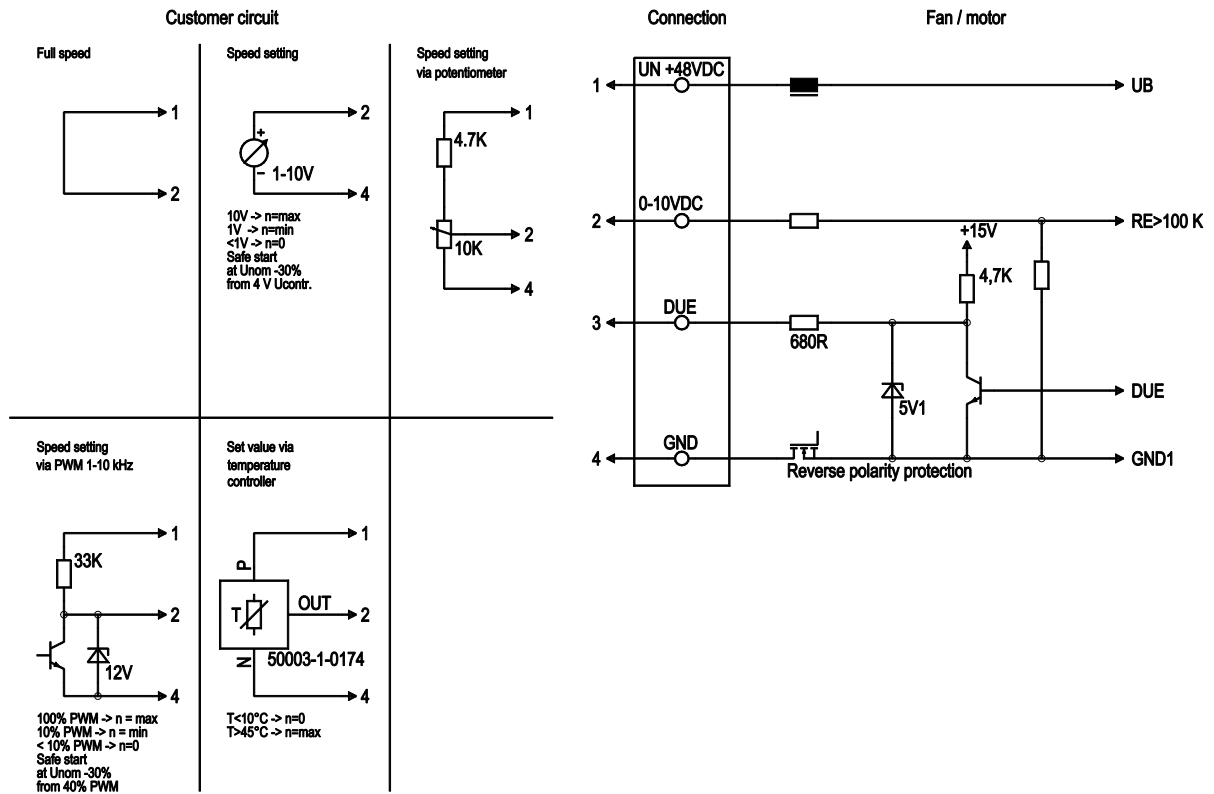 Customer circuit
Connection
Fan / motor
Full speed
1
2
Speed setting
2
+
–
1-10V
4
10V -> n=max
1V -> n=min
<1V -> n=0
Safe start
at Unom -30%
from 4 V Ucontr.
Speed setting
via potentiometer
1
4.7K
2
10K
4
Speed setting
via PWM 1-10 kHz
1
33K
2
12V
4
100% PWM -> n = max
10% PWM -> n = min
< 10% PWM -> n=0
Safe start
at Unom -30%
from 40% PWM
Set value via
temperature
controller
1
P
T
OUT
2
N
50003-1-0174
4
T<10°C -> n=0
T>45°C -> n=max
UN +48VDC
1
UB
0-10VDC
2
RE>100 K
+15V
4,7K
DUE
3
680R
5V1
DUE
GND
4
GND1
Reverse polarity protection